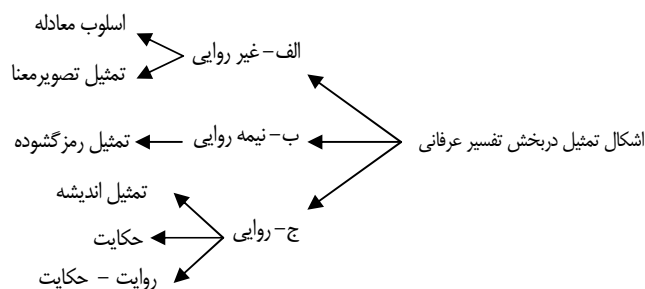 اشکال تمثیل دربخش تفسیر عرفانی
الف- غیر روایی
اسلوب معادله
تمثیل تصویرمعنا
ب- نیمه روایی
تمثیل رمزگشوده
ج- روایی
تمثیل اندیشه
حکایت
روایت - حکایت